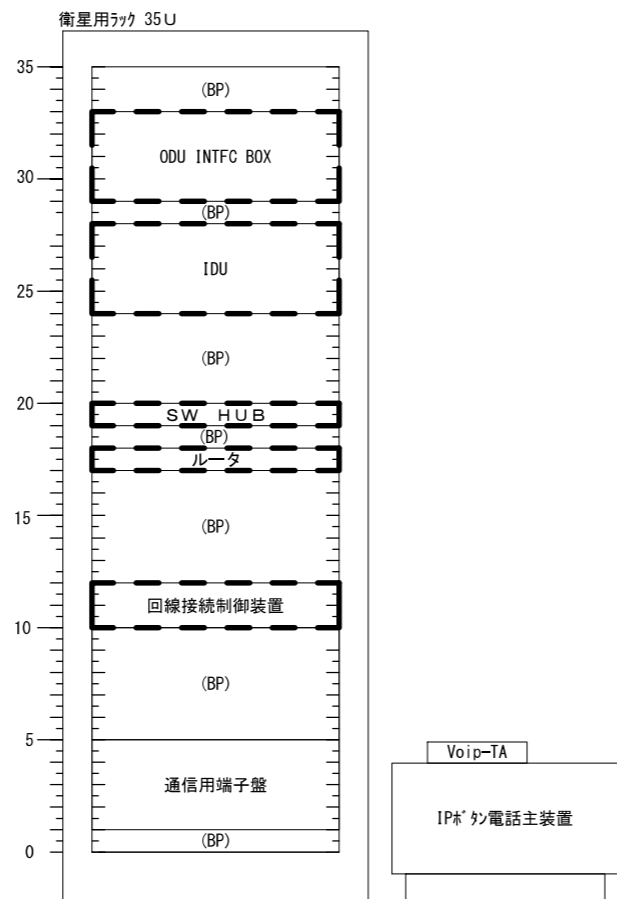 衛星用ﾗｯｸ 35U
35
(BP)
ODU INTFC BOX
30
(BP)
IDU
25
(BP)
20
SW HUB
(BP)
ルータ
15
(BP)
回線接続制御装置
10
(BP)
5
Voip-TA
通信用端子盤
IPﾎﾞﾀﾝ電話主装置
(BP)
0